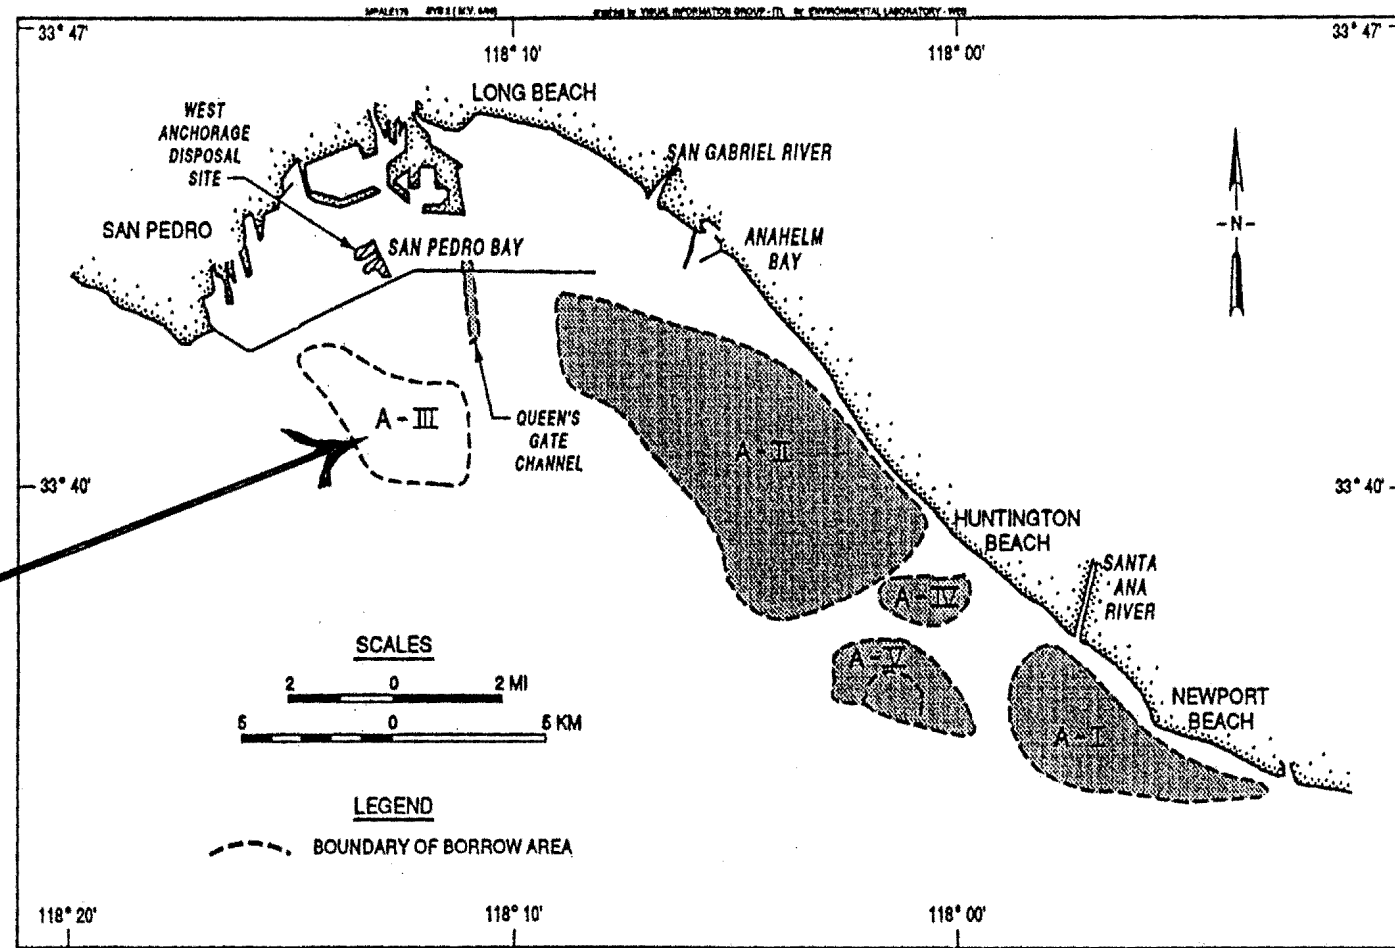 33° 47'
118° 10'
118° 00'
33° 47'
LONG BEACH
WEST
ANCHORAGE
DISPOSAL
SITE
SAN GABRIEL RIVER
SAN PEDRO
SAN PEDRO BAY
ANAHELM
BAY
-N-
A-III
QUEEN'S
GATE
CHANNEL
A-II
33° 40'
33° 40'
HUNTINGTON
BEACH
SANTA
ANA
RIVER
A-IV
SCALES
2 0 2 MI
5 0 5 KM
A-V
NEWPORT
BEACH
A-I
LEGEND
BOUNDARY OF BORROW AREA
118° 20'
118° 10'
118° 00'